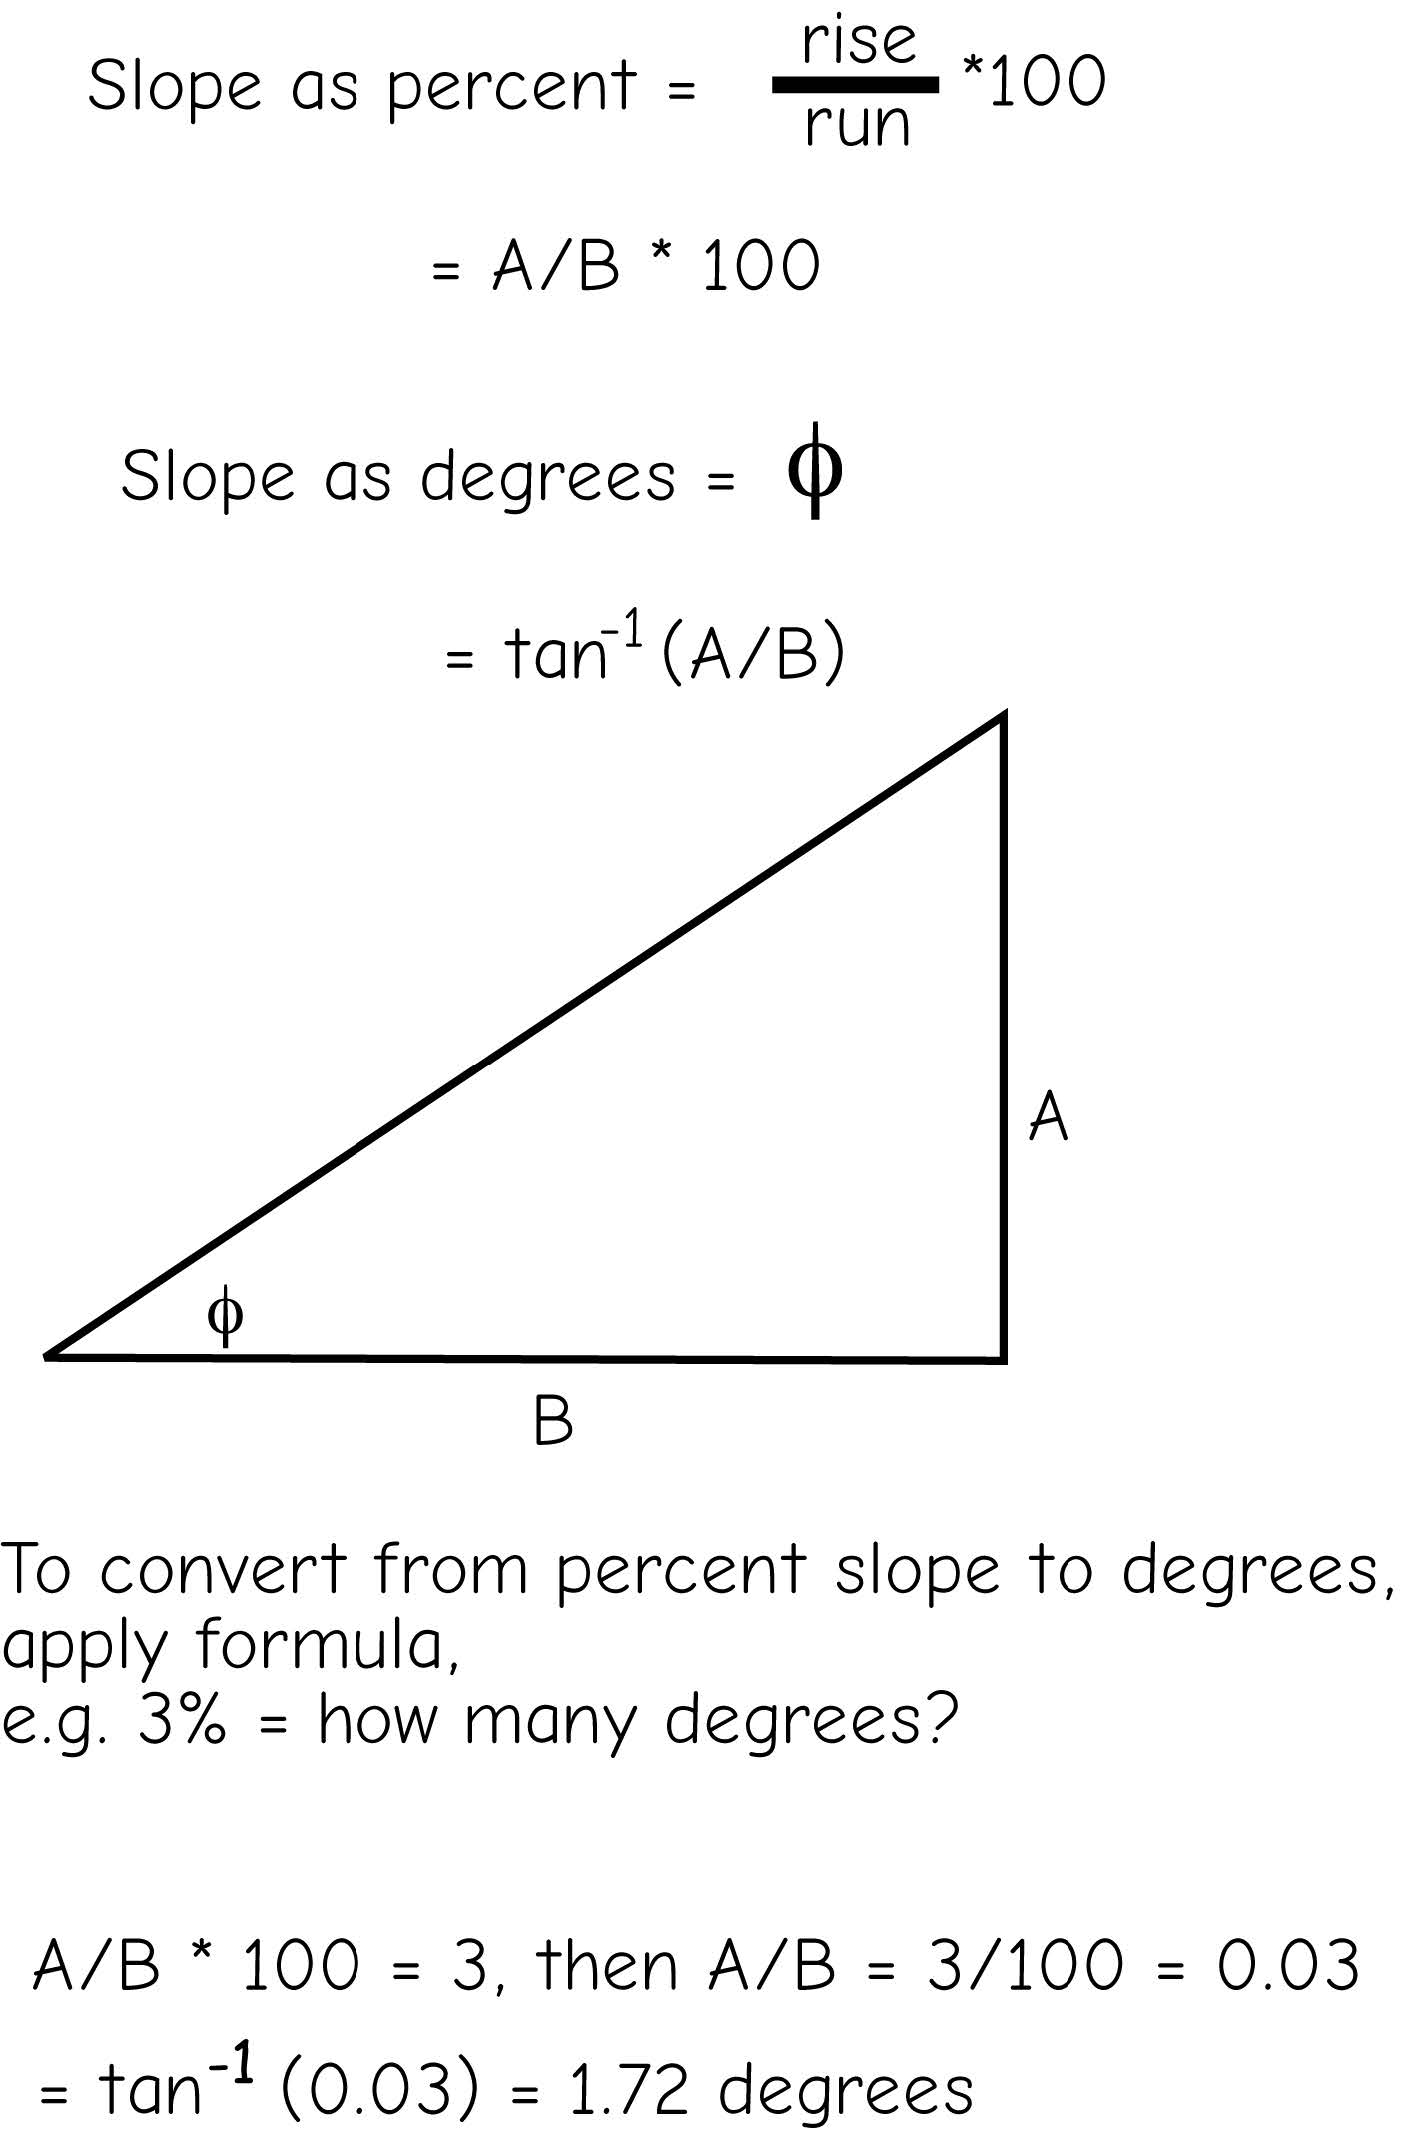 Slope as percent = rise/run *100
= A/B * 100
Slope as degrees = ϕ
= tan⁻¹ (A/B)
A
ϕ
B
To convert from percent slope to degrees,
apply formula,
e.g. 3% = how many degrees?
A/B * 100 = 3, then A/B = 3/100 = 0.03
= tan⁻¹ (0.03) = 1.72 degrees